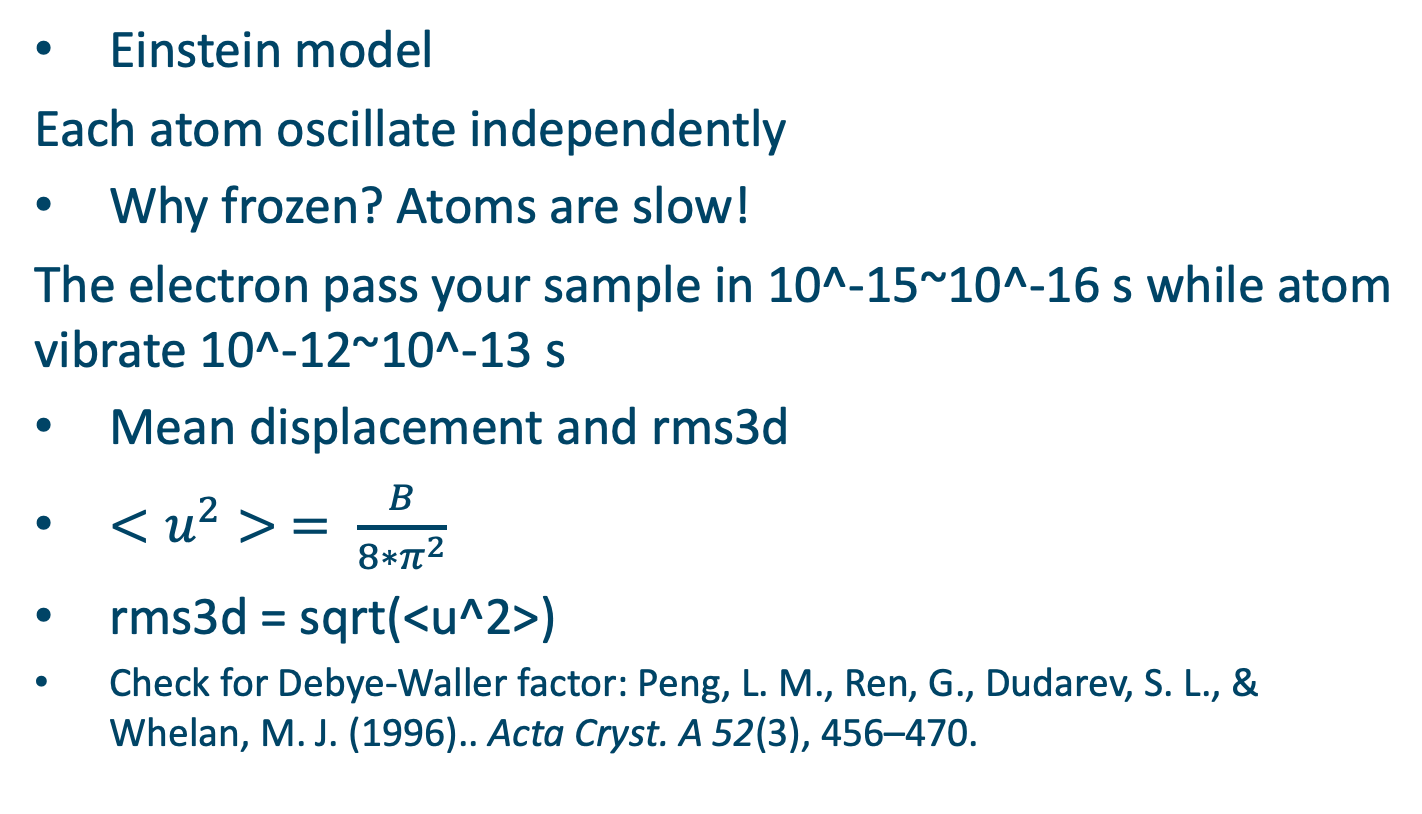 • Einstein model
Each atom oscillate independently
• Why frozen? Atoms are slow!
The electron pass your sample in 10^-15~10^-16 s while atom
vibrate 10^-12~10^-13 s
• Mean displacement and rms3d
• < u² > = B / 8*π²
• rms3d = sqrt(<u^2>)
• Check for Debye-Waller factor: Peng, L. M., Ren, G., Dudarev, S. L., &
Whelan, M. J. (1996).. Acta Cryst. A 52(3), 456–470.